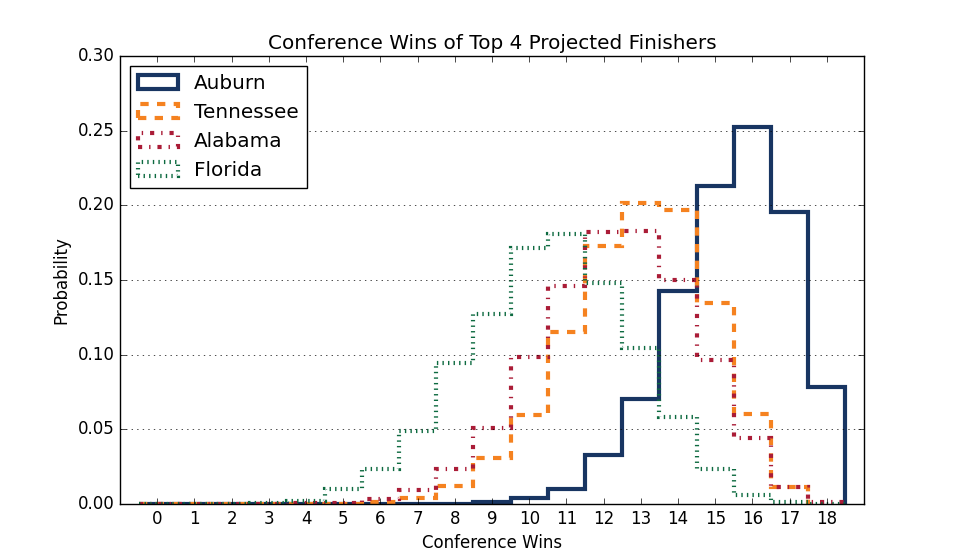 Conference Wins of Top 4 Projected Finishers
0.30
0.25
0.20
0.15
0.10
0.05
0.00
Probability
Auburn
Tennessee
Alabama
Florida
0 1 2 3 4 5 6 7 8 9 10 11 12 13 14 15 16 17 18
Conference Wins